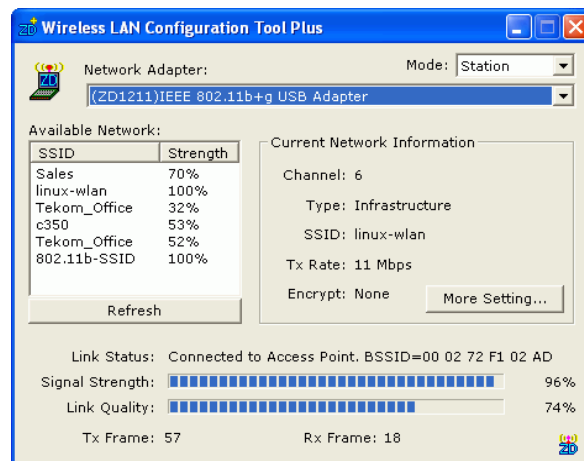 Wireless LAN Configuration Tool Plus
Network Adapter:
Mode: Station
(ZD1211)IEEE 802.11b+g USB Adapter
Available Network:
SSID Strength
Sales 70%
linux-wlan 100%
Tekom_Office 32%
c350 53%
Tekom_Office 52%
802.11b-SSID 100%
Refresh
Current Network Information
Channel: 6
Type: Infrastructure
SSID: linux-wlan
Tx Rate: 11 Mbps
Encrypt: None
More Setting...
Link Status: Connected to Access Point. BSSID=00 02 72 F1 02 AD
Signal Strength: 96%
Link Quality: 74%
Tx Frame: 57 Rx Frame: 18
ZD
ZD
ZD